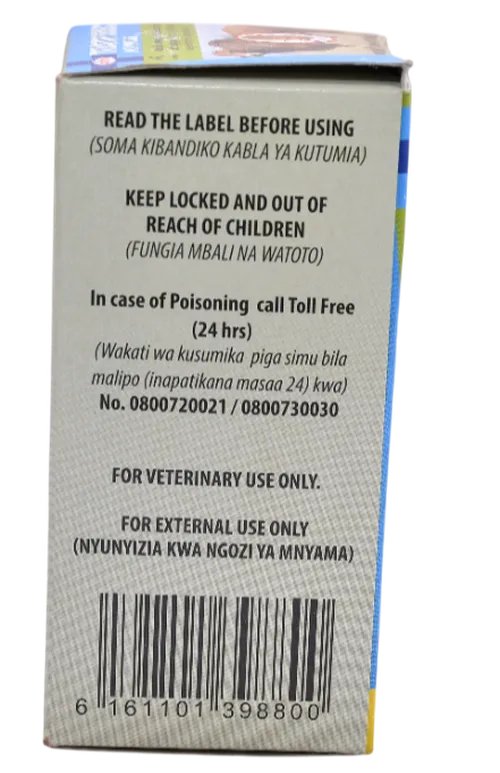 READ THE LABEL BEFORE USING
(SOMA KIBANDIKO KABLA YA KUTUMIA)
KEEP LOCKED AND OUT OF
REACH OF CHILDREN
(FUNGIA MBALI NA WATOTO)
In case of Poisoning call Toll Free
(24 hrs)
(Wakati wa kusumika piga simu bila
malipo (inapatikana masaa 24) kwa)
No. 0800720021 / 0800730030
FOR VETERINARY USE ONLY.
FOR EXTERNAL USE ONLY
(NYUNYIZIA KWA NGOZI YA MNYAMA)
6 161101 398800